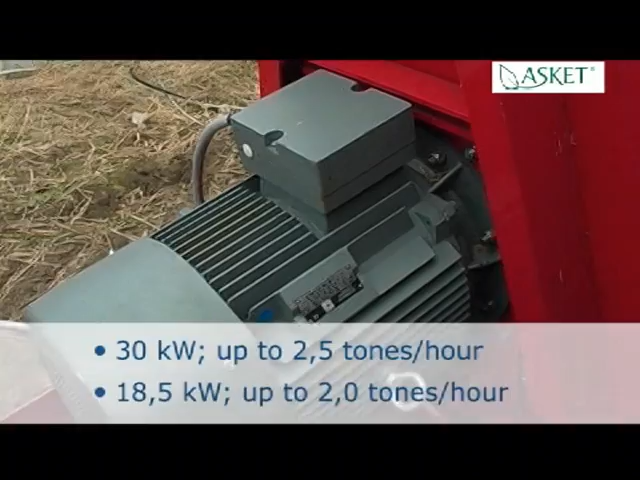 ASKET®
• 30 kW; up to 2,5 tones/hour
• 18,5 kW; up to 2,0 tones/hour